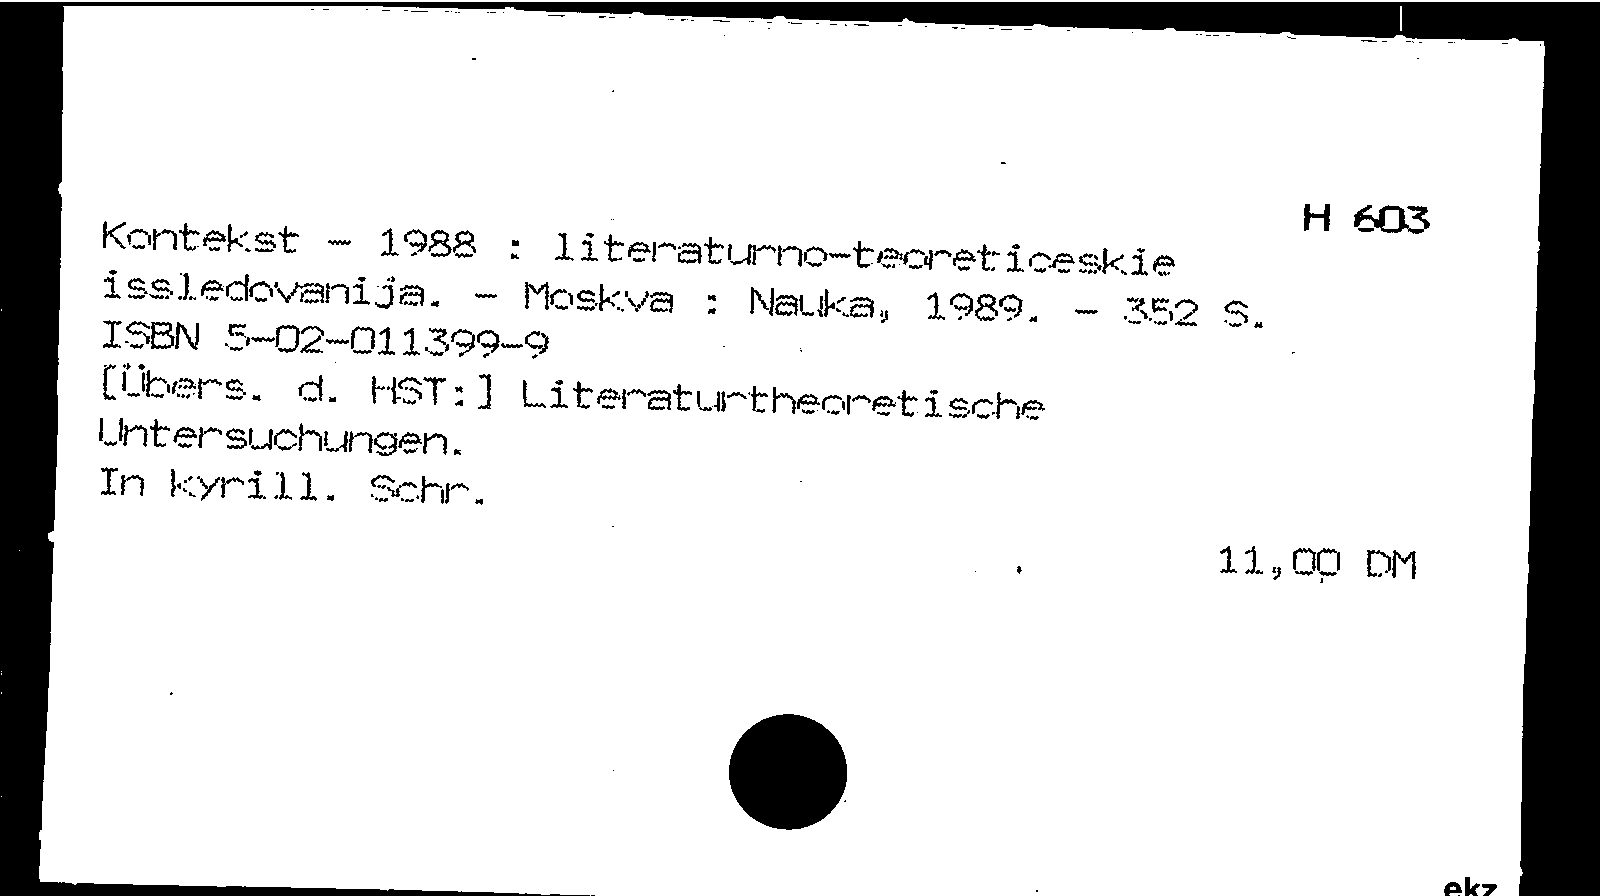 H 603
Kontekst - 1988 : literaturno-teoreticeskie
issledovanija. - Moskva : Nauka, 1989. - 352 S.
ISBN 5-02-011399-9
[Übers. d. HST:] Literaturtheoretische
Untersuchungen.
In kyrill. Schr.
11,00 DM
ekz